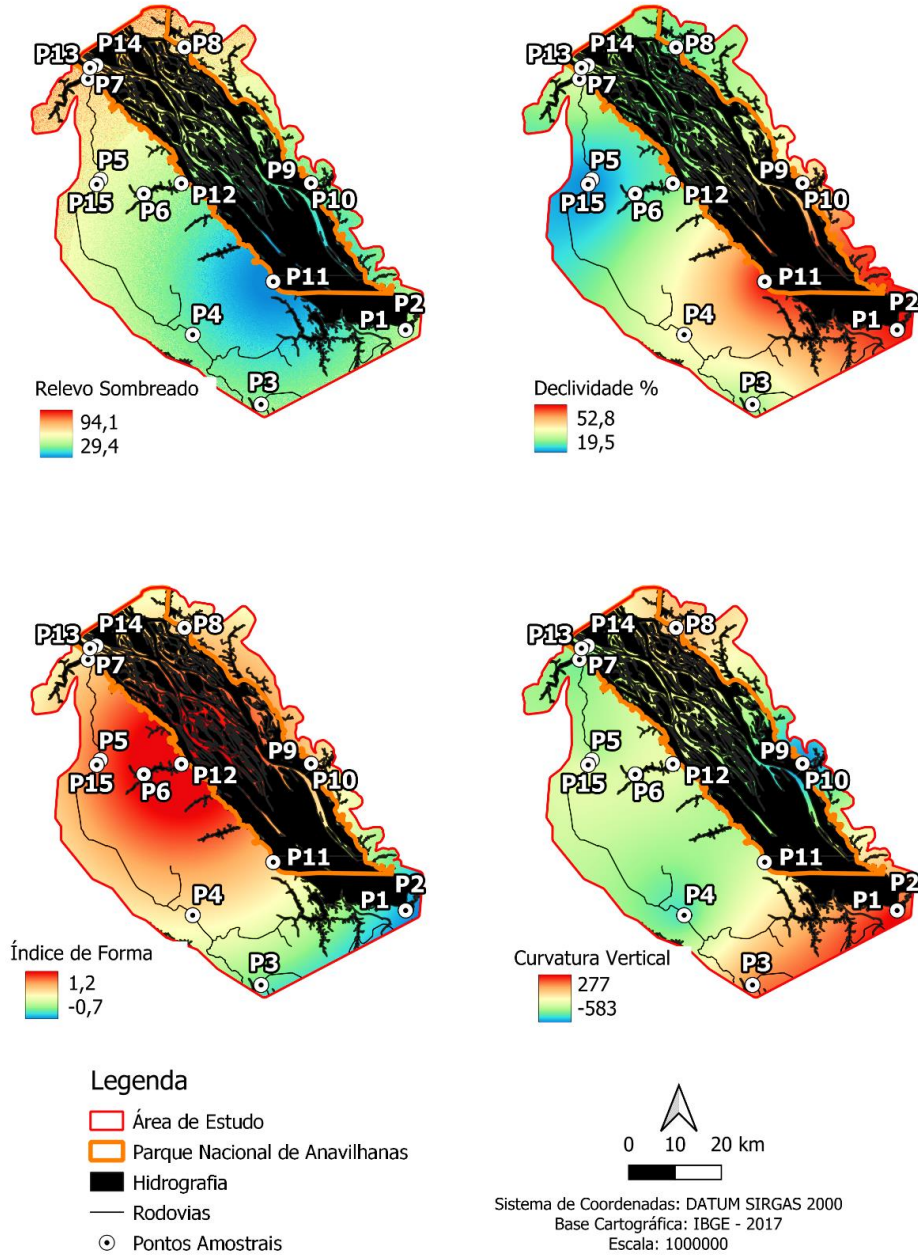 P13
P14
P8
P7
P5
P15
P6
P12
P9
P10
P11
P4
P2
P1
P3
Relevo Sombreado
94,1
29,4
P13
P14
P8
P7
P5
P15
P6
P12
P9
P10
P11
P4
P2
P1
P3
Declividade %
52,8
19,5
P13
P14
P8
P7
P5
P15
P6
P12
P9
P10
P11
P4
P2
P1
P3
Índice de Forma
1,2
-0,7
P13
P14
P8
P7
P5
P15
P6
P12
P9
P10
P11
P4
P2
P1
P3
Curvatura Vertical
277
-583
Legenda
Área de Estudo
Parque Nacional de Anavilhanas
Hidrografia
Rodovias
Pontos Amostrais
0 10 20 km
Sistema de Coordenadas: DATUM SIRGAS 2000
Base Cartográfica: IBGE - 2017
Escala: 1000000